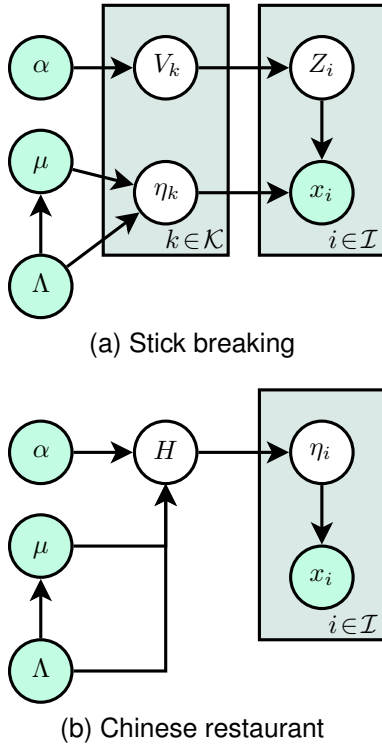 α
V_k
Z_i
μ
η_k
x_i
Λ
k∈𝒦
i∈ℐ
(a) Stick breaking
α
H
η_i
μ
x_i
Λ
i∈ℐ
(b) Chinese restaurant